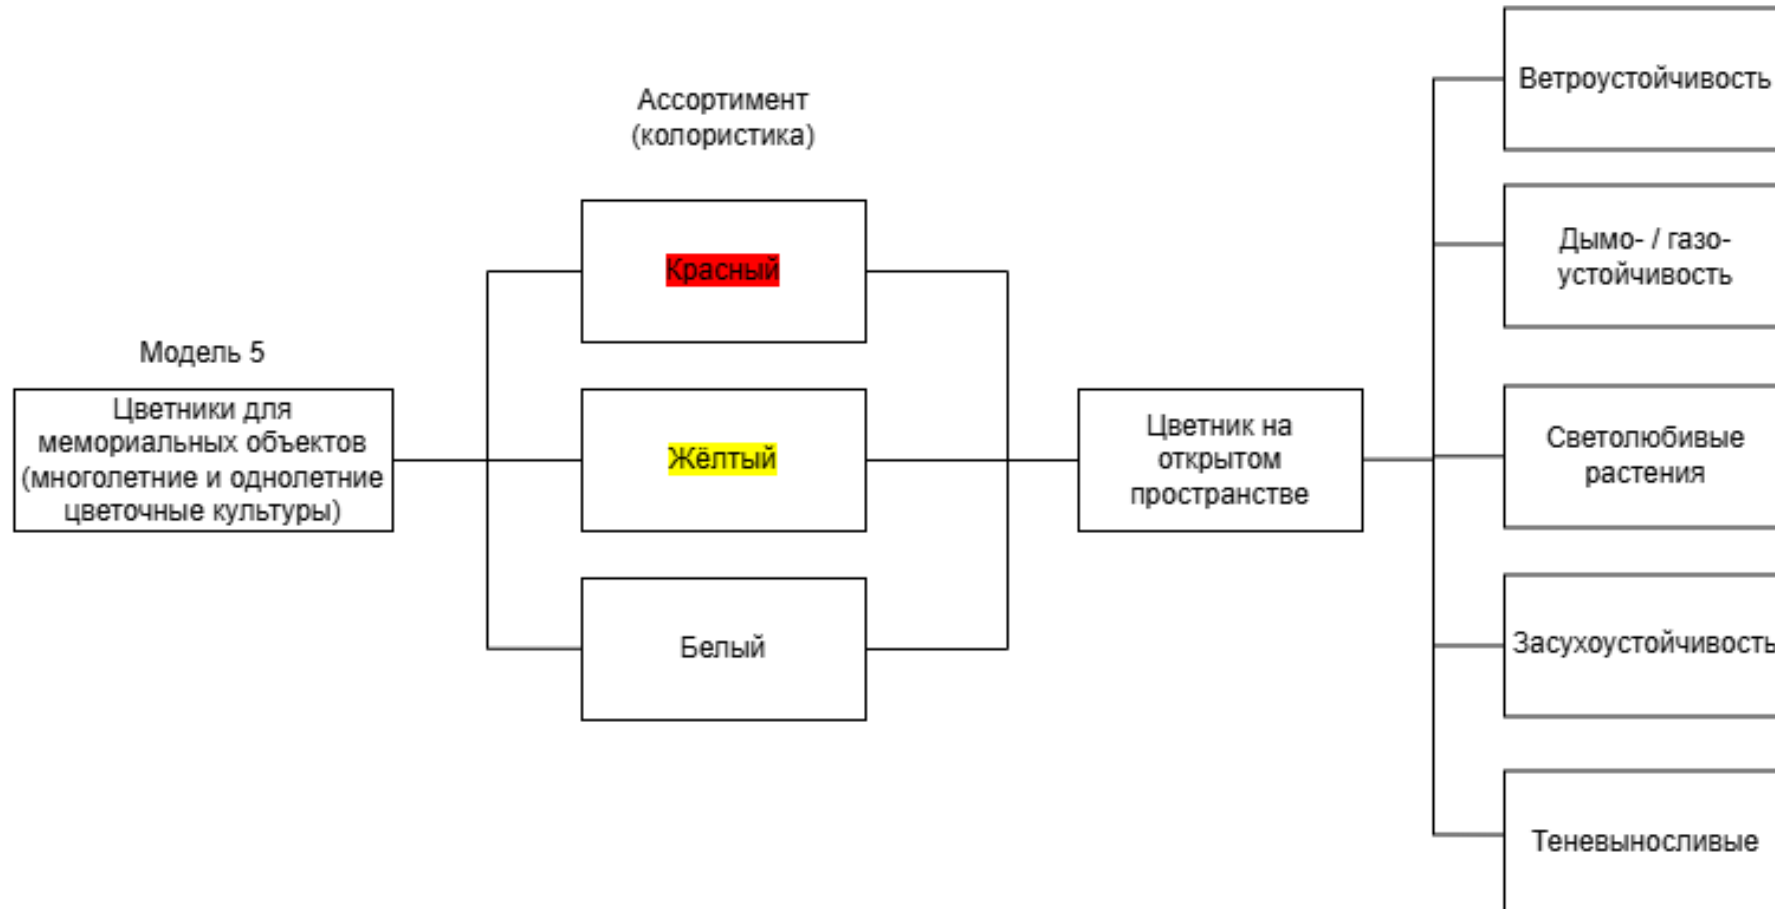 Модель 5
Цветники для
мемориальных объектов
(многолетние и однолетние
цветочные культуры)
Ассортимент
(колористика)
Красный
Жёлтый
Белый
Цветник на
открытом
пространстве
Ветроустойчивость
Дымо- / газо-
устойчивость
Светолюбивые
растения
Засухоустойчивость
Теневыносливые